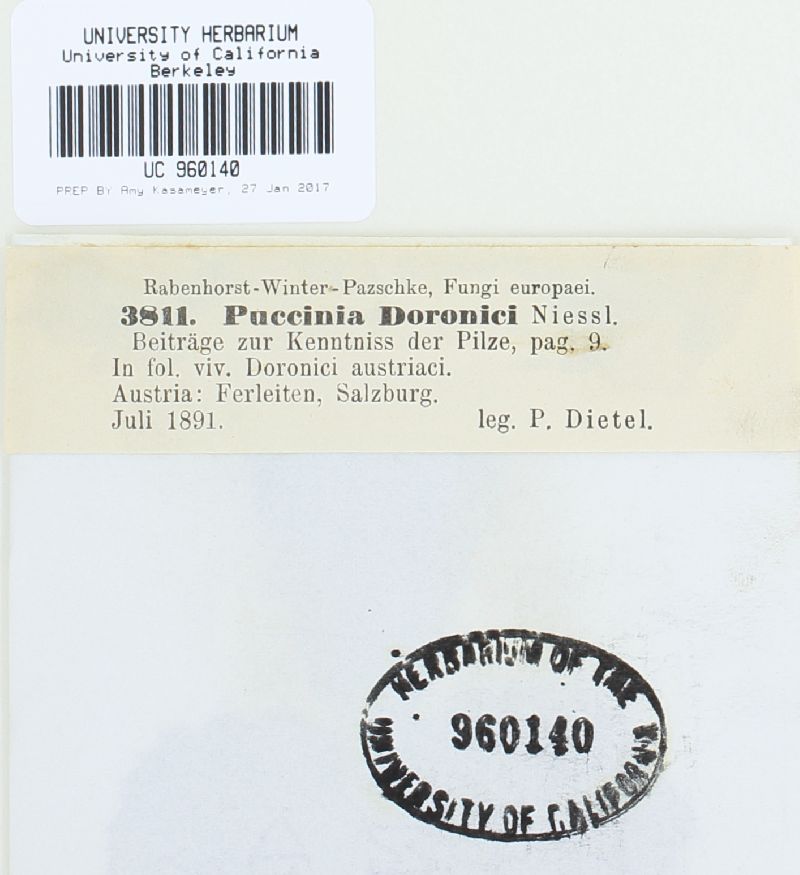 UNIVERSITY HERBARIUM
University of California
Berkeley
UC 960140
PREP BY Amy Kasameyer, 27 Jan 2017
Rabenhorst-Winter-Pazschke, Fungi europaei.
3811. Puccinia Doronici Niessl.
Beiträge zur Kenntniss der Pilze, pag. 9.
In fol. viv. Doronici austriaci.
Austria: Ferleiten, Salzburg.
Juli 1891. leg. P. Dietel.
HERBARIUM OF THE
960140
UNIVERSITY OF CALIFORNIA